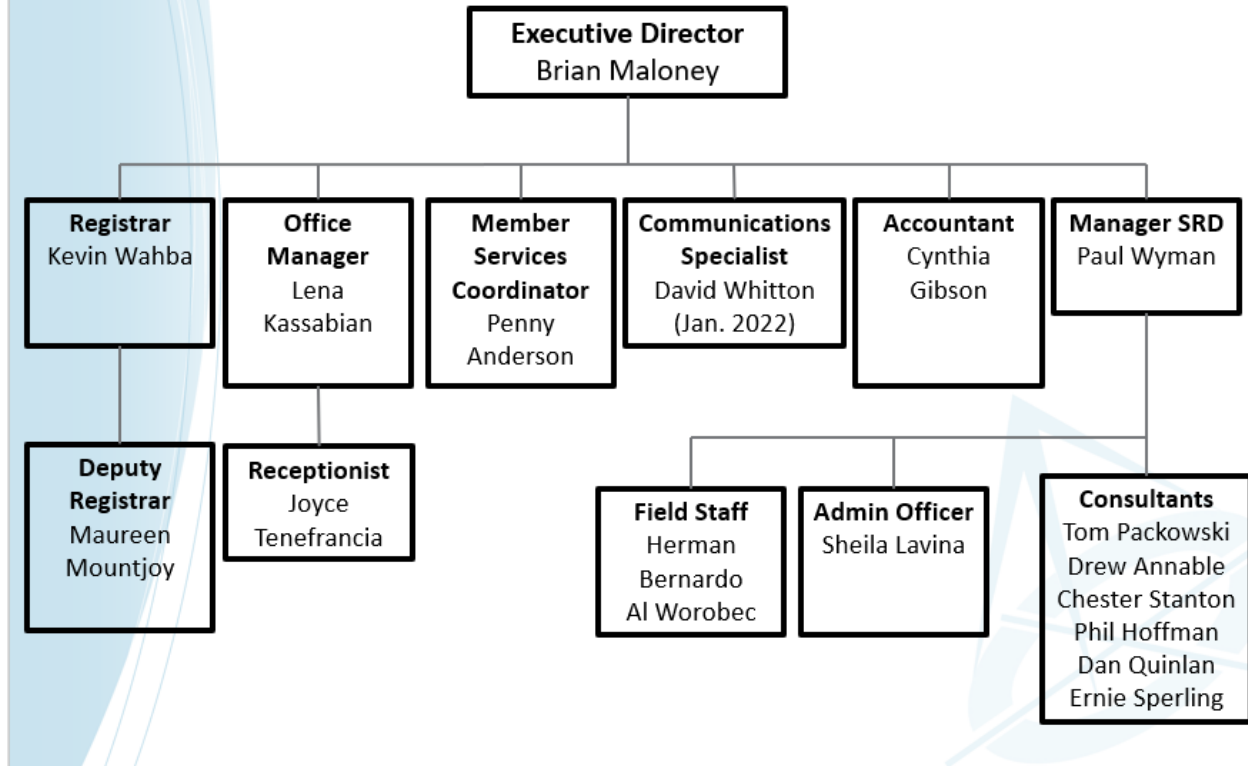 Executive Director
Brian Maloney
Registrar
Kevin Wahba
Office
Manager
Lena
Kassabian
Member
Services
Coordinator
Penny
Anderson
Communications
Specialist
David Whitton
(Jan. 2022)
Accountant
Cynthia
Gibson
Manager SRD
Paul Wyman
Deputy
Registrar
Maureen
Mountjoy
Receptionist
Joyce
Tenefrancia
Field Staff
Herman
Bernardo
Al Worobec
Admin Officer
Sheila Lavina
Consultants
Tom Packowski
Drew Annable
Chester Stanton
Phil Hoffman
Dan Quinlan
Ernie Sperling